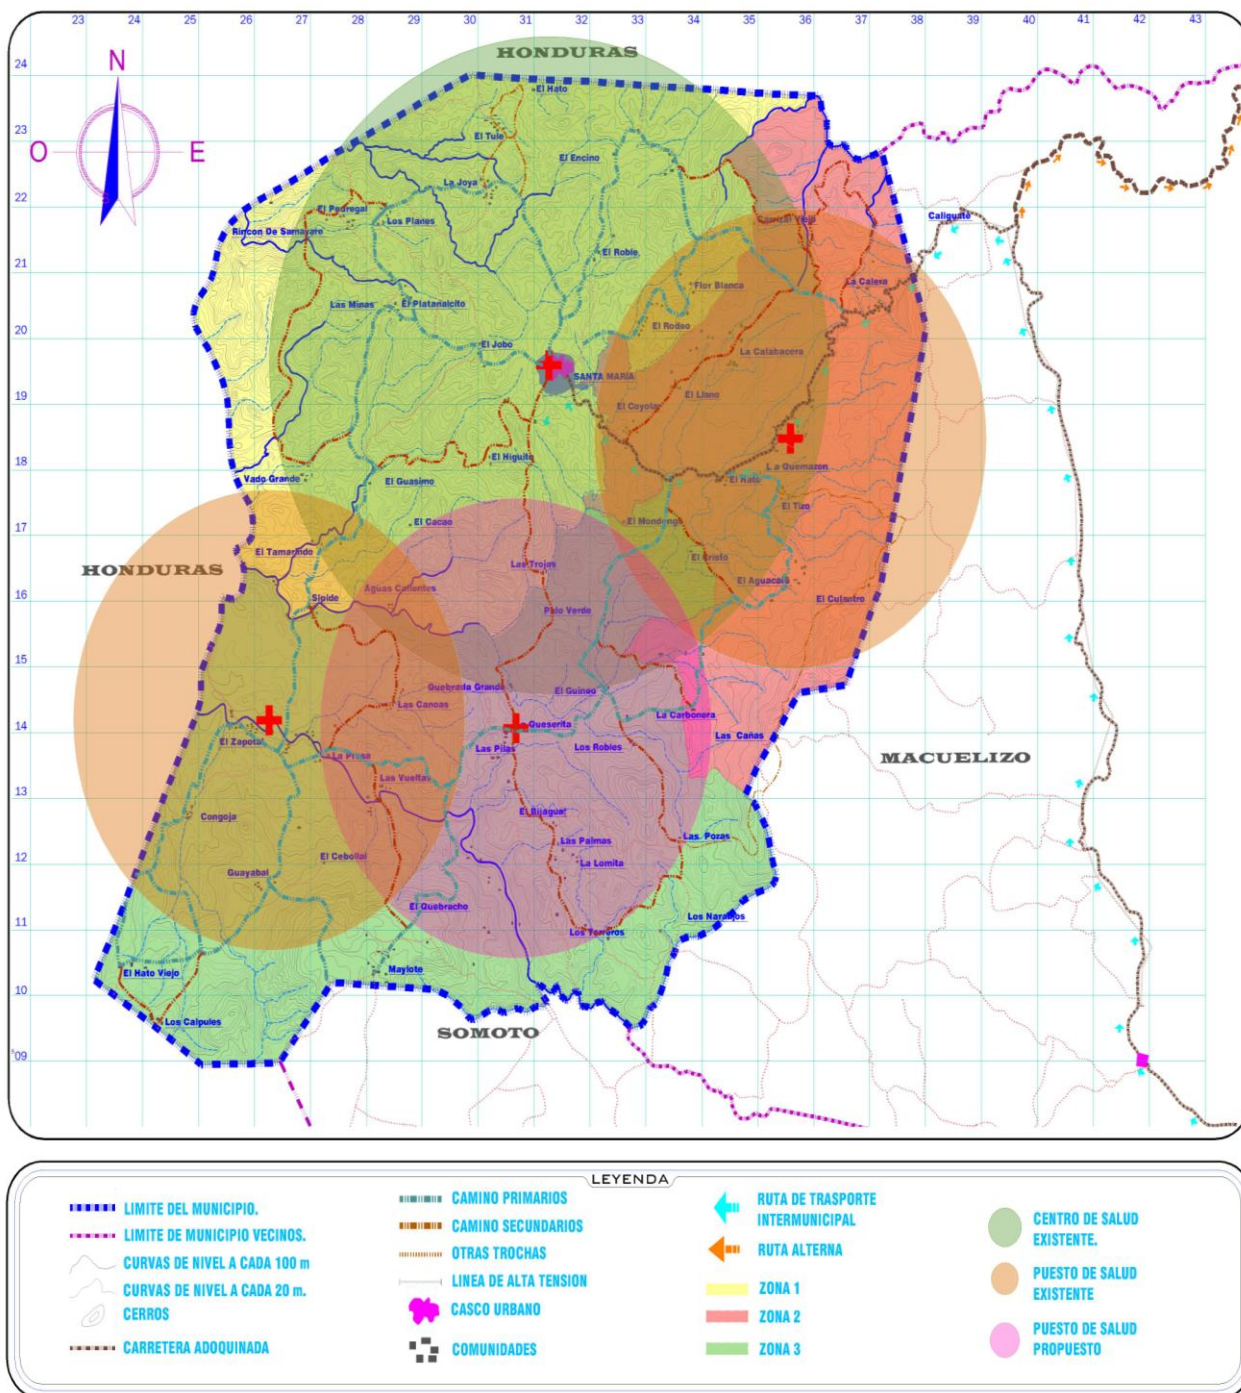 23 24 25 26 27 28 29 30 31 32 33 34 35 36 37 38 39 40 41 42 43
HONDURAS
24
N
El Hato
23
El Tule
O E
El Encino
La Joya
22
El Pedregal
Los Planes
Carrizal Viejo
Caliguate
Rincon De Samarare
21
El Roble
La Calera
Flor Blanca
Las Minas
El Platanalcito
20
El Rodeo
El Jobo
La Calabacera
SANTA MARIA
19
El Llano
El Coyolar
El Higuito
18
La Quemazon
Vado Grande
El Guasimo
El Hato
El Tizo
17
El Cacao
El Mondongo
El Tamarindo
El Cristo
HONDURAS
Las Trojas
Aguas Calientes
El Aguacate
16
Sipide
El Culantro
Palo Verde
15
Quebrada Grande
El Guineo
Las Canoas
La Carbonera
14
Queserita
El Zapotal
Las Cañas
Las Pilas
Los Robles
La Presa
MACUELIZO
Las Vueltas
13
Congoja
El Bijagual
Las Pozas
Las Palmas
12
El Cebollal
La Lomita
Guayabal
11
El Quebracho
Los Naranjos
Los Terreros
El Hato Viejo
Maylote
10
Los Calpules
SOMOTO
°09
LEYENDA
LIMITE DEL MUNICIPIO.
LIMITE DE MUNICIPIO VECINOS.
CURVAS DE NIVEL A CADA 100 m
CURVAS DE NIVEL A CADA 20 m.
CERROS
CARRETERA ADOQUINADA
CAMINO PRIMARIOS
CAMINO SECUNDARIOS
OTRAS TROCHAS
LINEA DE ALTA TENSION
CASCO URBANO
COMUNIDADES
RUTA DE TRASPORTE
INTERMUNICIPAL
RUTA ALTERNA
ZONA 1
ZONA 2
ZONA 3
CENTRO DE SALUD
EXISTENTE.
PUESTO DE SALUD
EXISTENTE
PUESTO DE SALUD
PROPUESTO